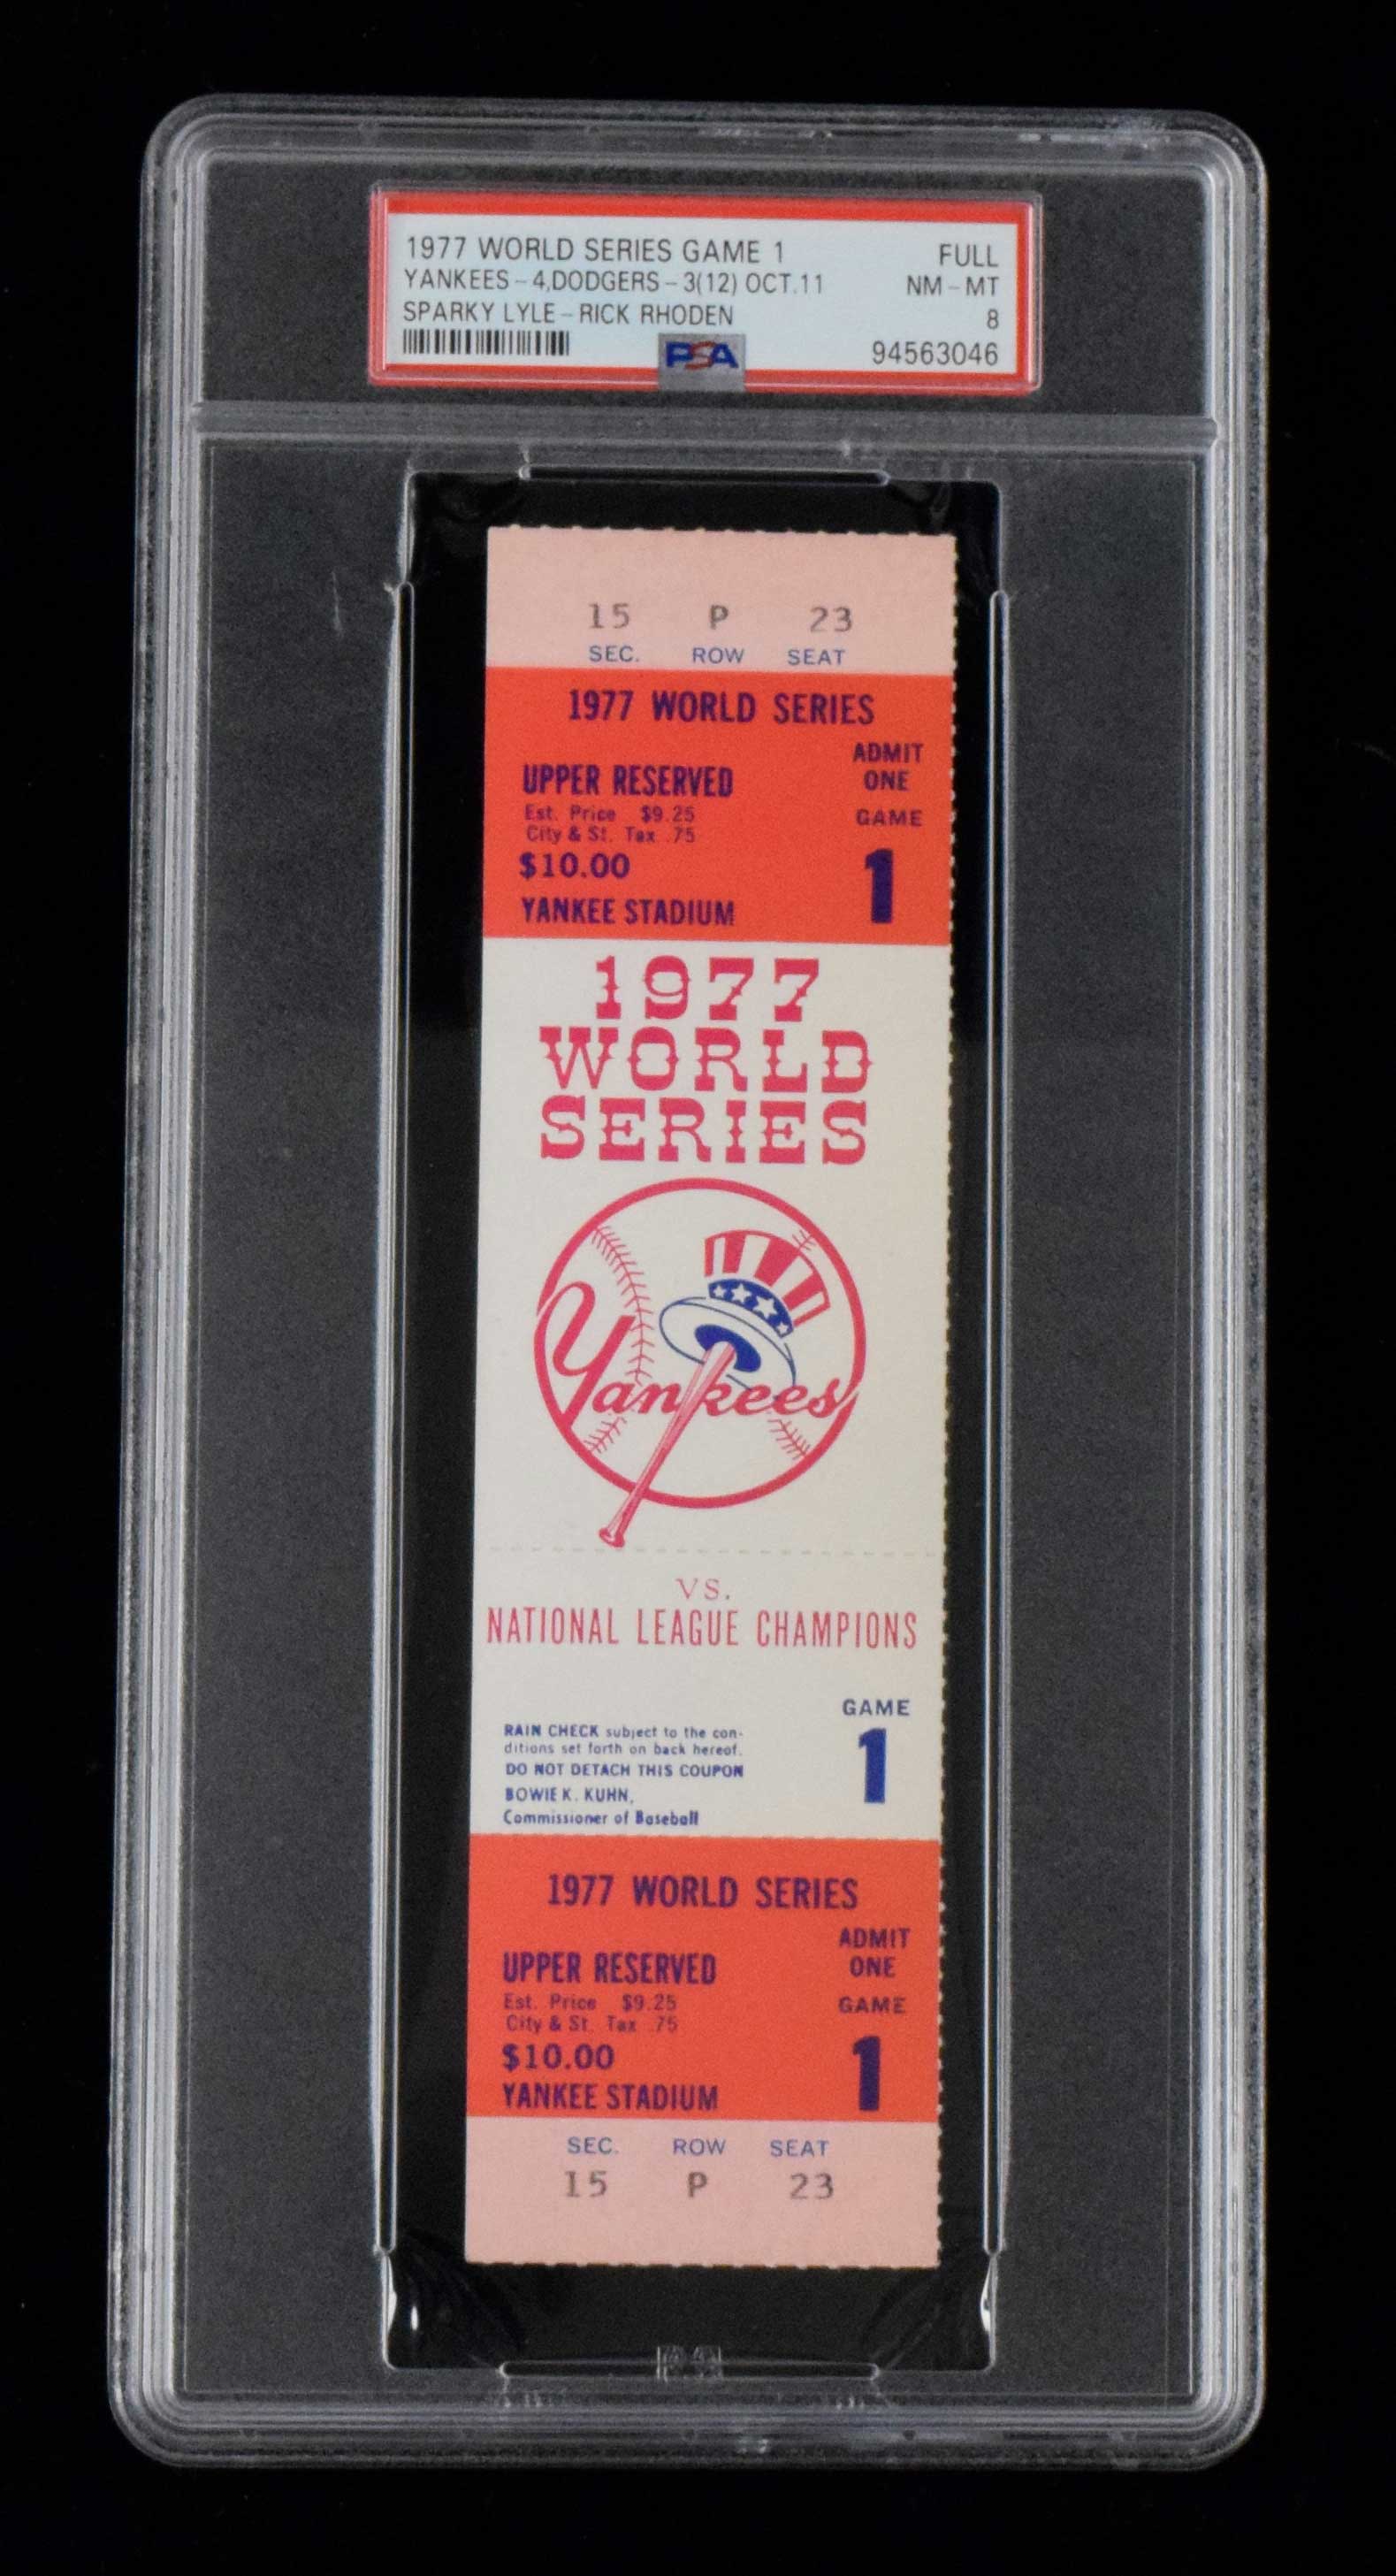 1977 WORLD SERIES GAME 1 FULL
YANKEES-4,DODGERS-3(12) OCT.11 NM-MT
SPARKY LYLE-RICK RHODEN 8
PSA 94563046
15 P 23
SEC. ROW SEAT
1977 WORLD SERIES
ADMIT
UPPER RESERVED ONE
Est. Price $9.25 GAME
City & St. Tax .75
$10.00 1
YANKEE STADIUM
1977
WORLD
SERIES
Yankees
VS.
NATIONAL LEAGUE CHAMPIONS
GAME
1
RAIN CHECK subject to the con-
ditions set forth on back hereof.
DO NOT DETACH THIS COUPON
BOWIE K. KUHN,
Commissioner of Baseball
1977 WORLD SERIES
ADMIT
UPPER RESERVED ONE
Est. Price $9.25 GAME
City & St. Tax .75
$10.00 1
YANKEE STADIUM
SEC. ROW SEAT
15 P 23